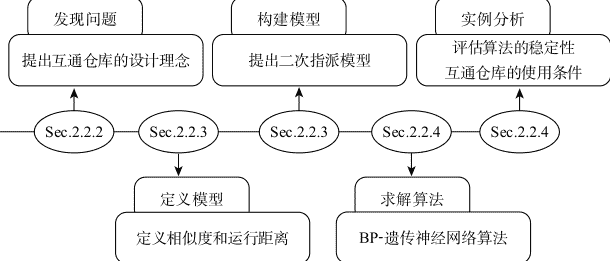 发现问题
提出互通仓库的设计理念
构建模型
提出二次指派模型
实例分析
评估算法的稳定性
互通仓库的使用条件
Sec.2.2.2
Sec.2.2.3
Sec.2.2.3
Sec.2.2.4
Sec.2.2.4
定义模型
定义相似度和运行距离
求解算法
BP-遗传神经网络算法